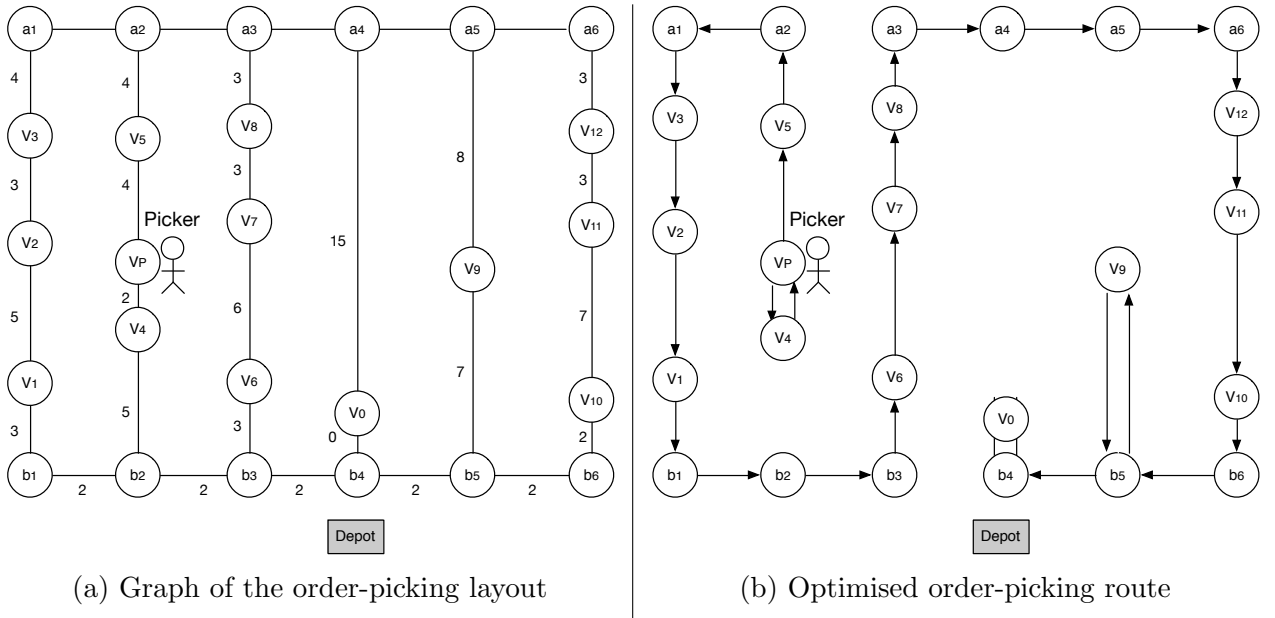 a1 a2 a3 a4 a5 a6
4 4 3 3
V3 V5 V8 V12
3 4 3 15 8 3
V2 VP Picker V7 V9 V11
5 2 V4 6 7 7
V1 V6 V0 V10
3 5 3 0 2
b1 b2 b3 b4 b5 b6
2 2 2 2 2
Depot
(a) Graph of the order-picking layout
a1 a2 a3 a4 a5 a6
V3 V5 V8 V12
V2 VP Picker V7 V9 V11
V4
V1 V6 V0 V10
b1 b2 b3 b4 b5 b6
Depot
(b) Optimised order-picking route